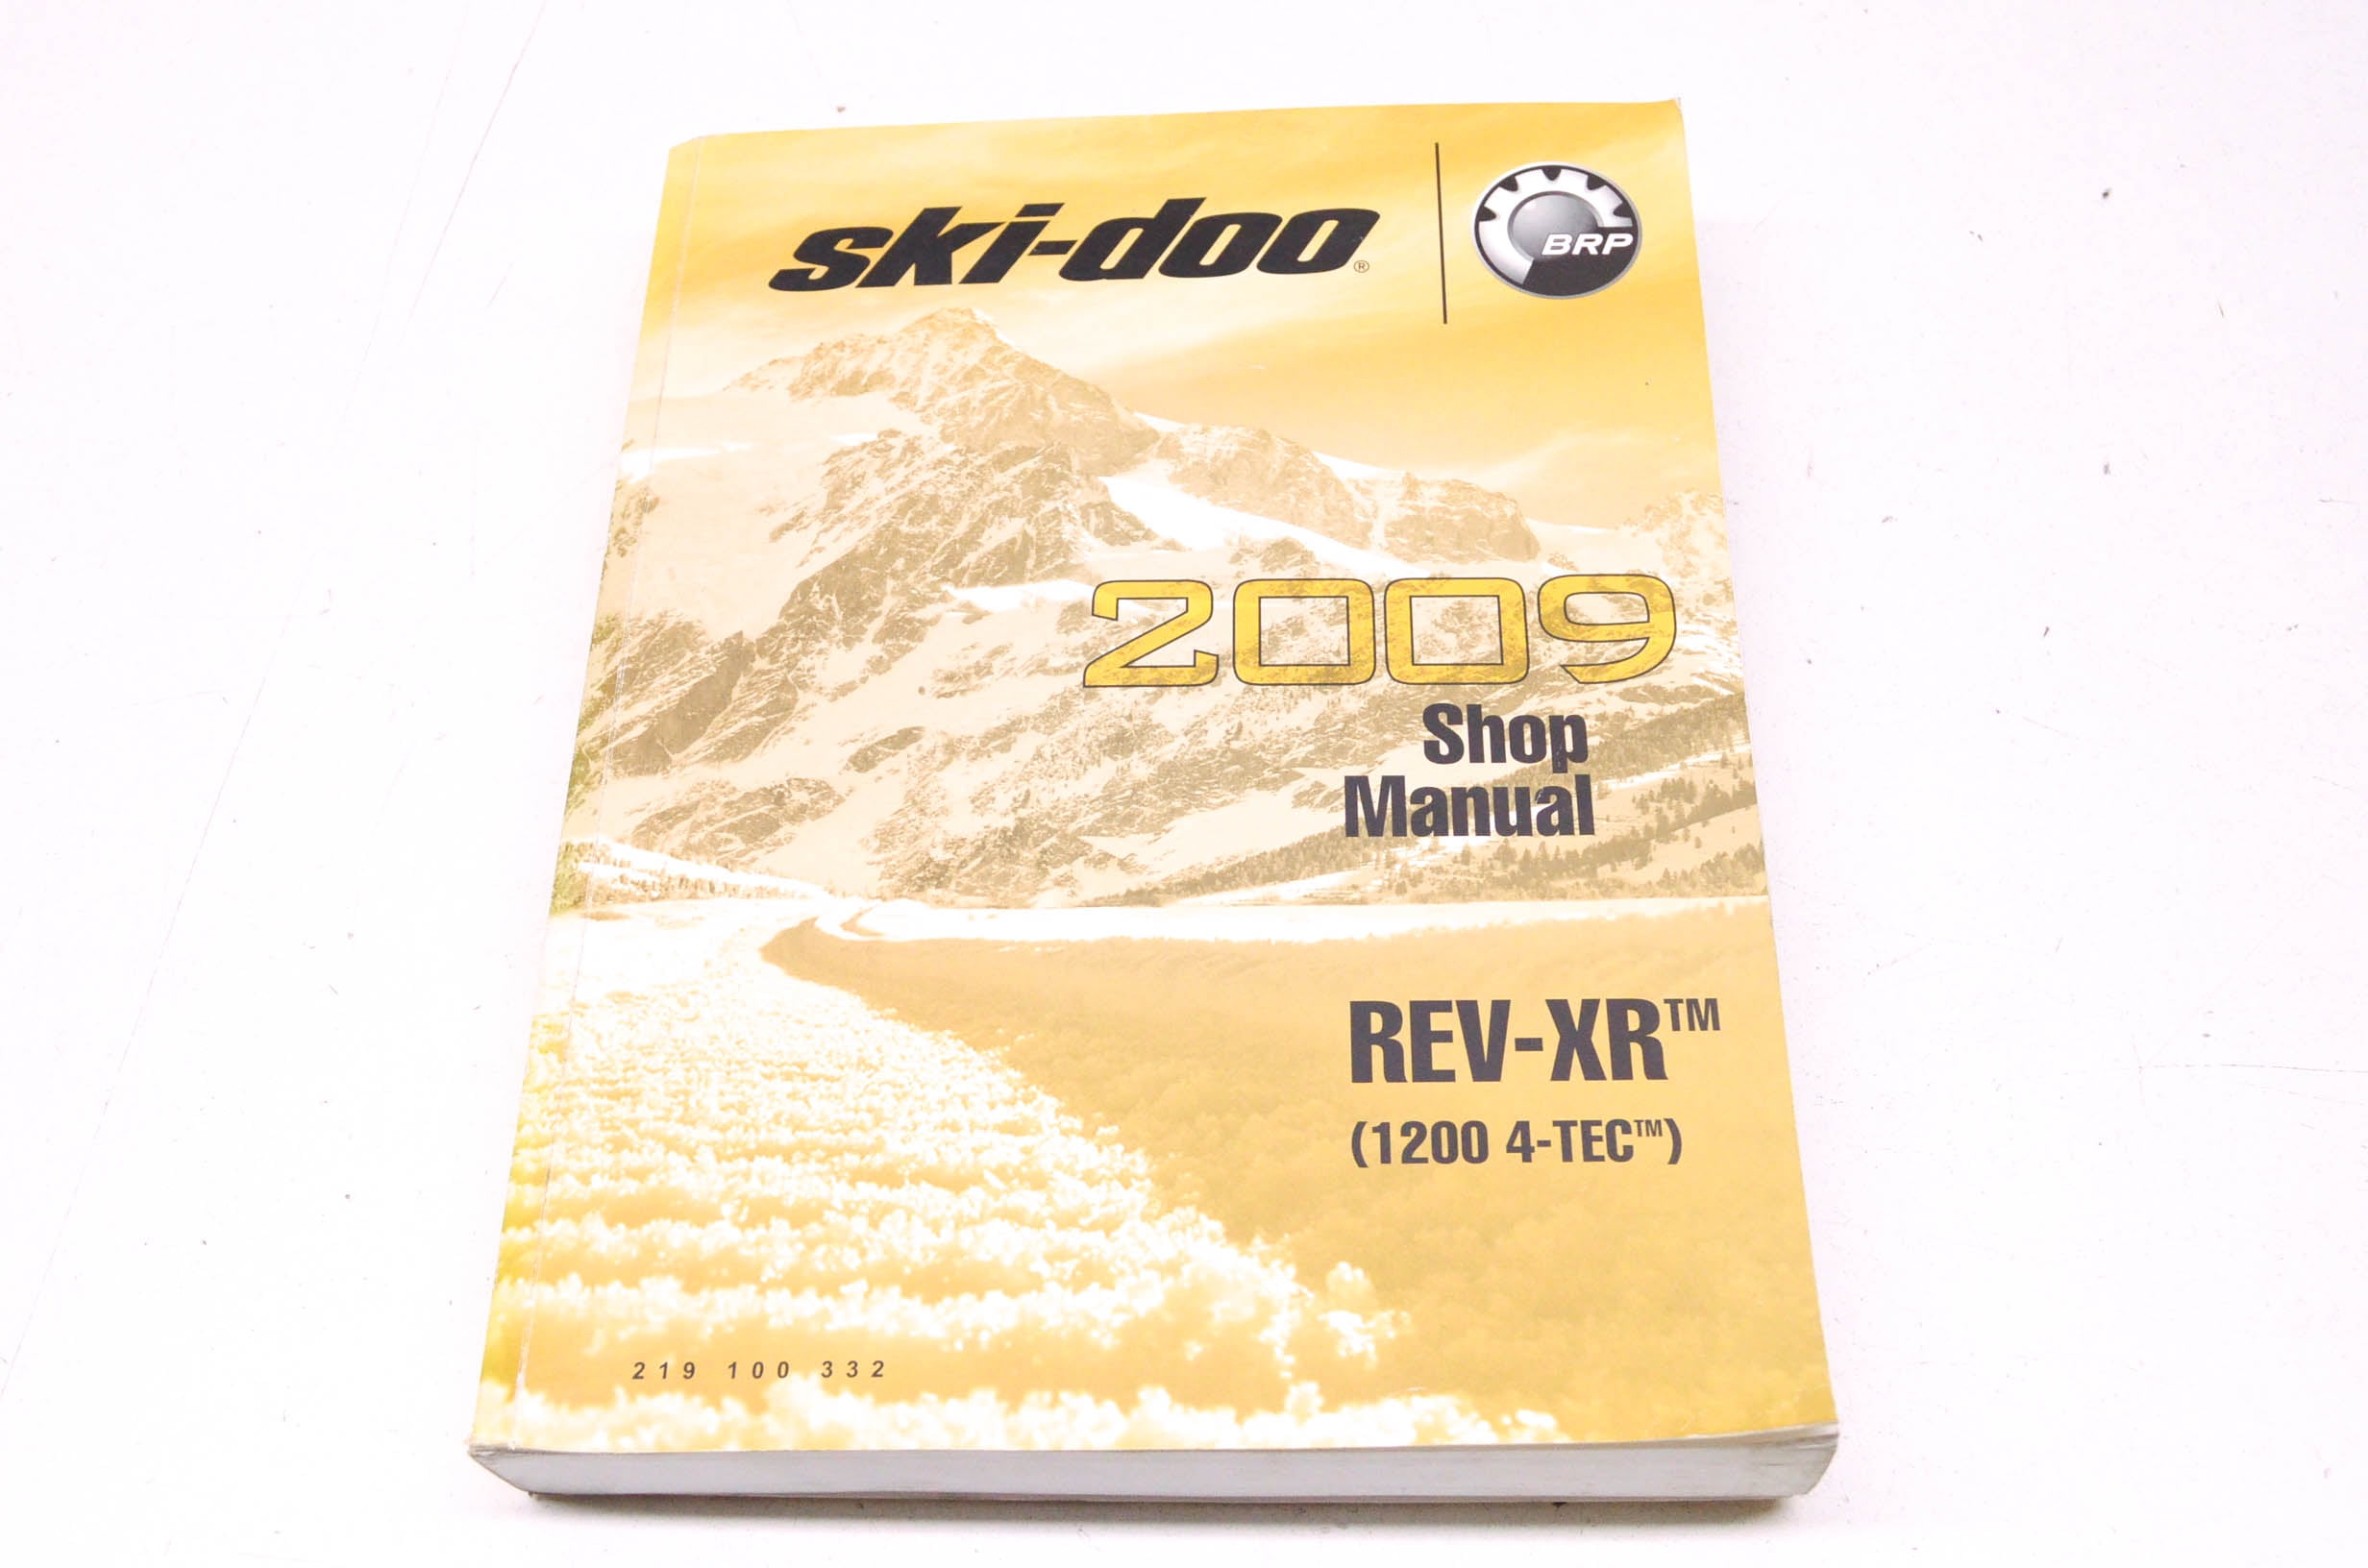 ski-doo®
BRP
2009
Shop
Manual
REV-XR™
(1200 4-TEC™)
219 100 332